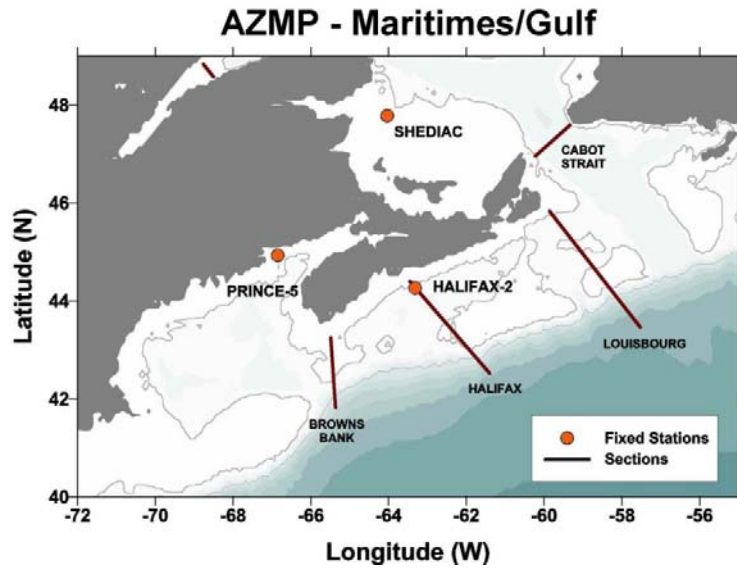 AZMP - Maritimes/Gulf
48
46
44
42
40
Latitude (N)
SHEDIAC
CABOT
STRAIT
PRINCE-5
HALIFAX-2
LOUISBOURG
HALIFAX
BROWNS
BANK
Fixed Stations
Sections
-72
-70
-68
-66
-64
-62
-60
-58
-56
Longitude (W)